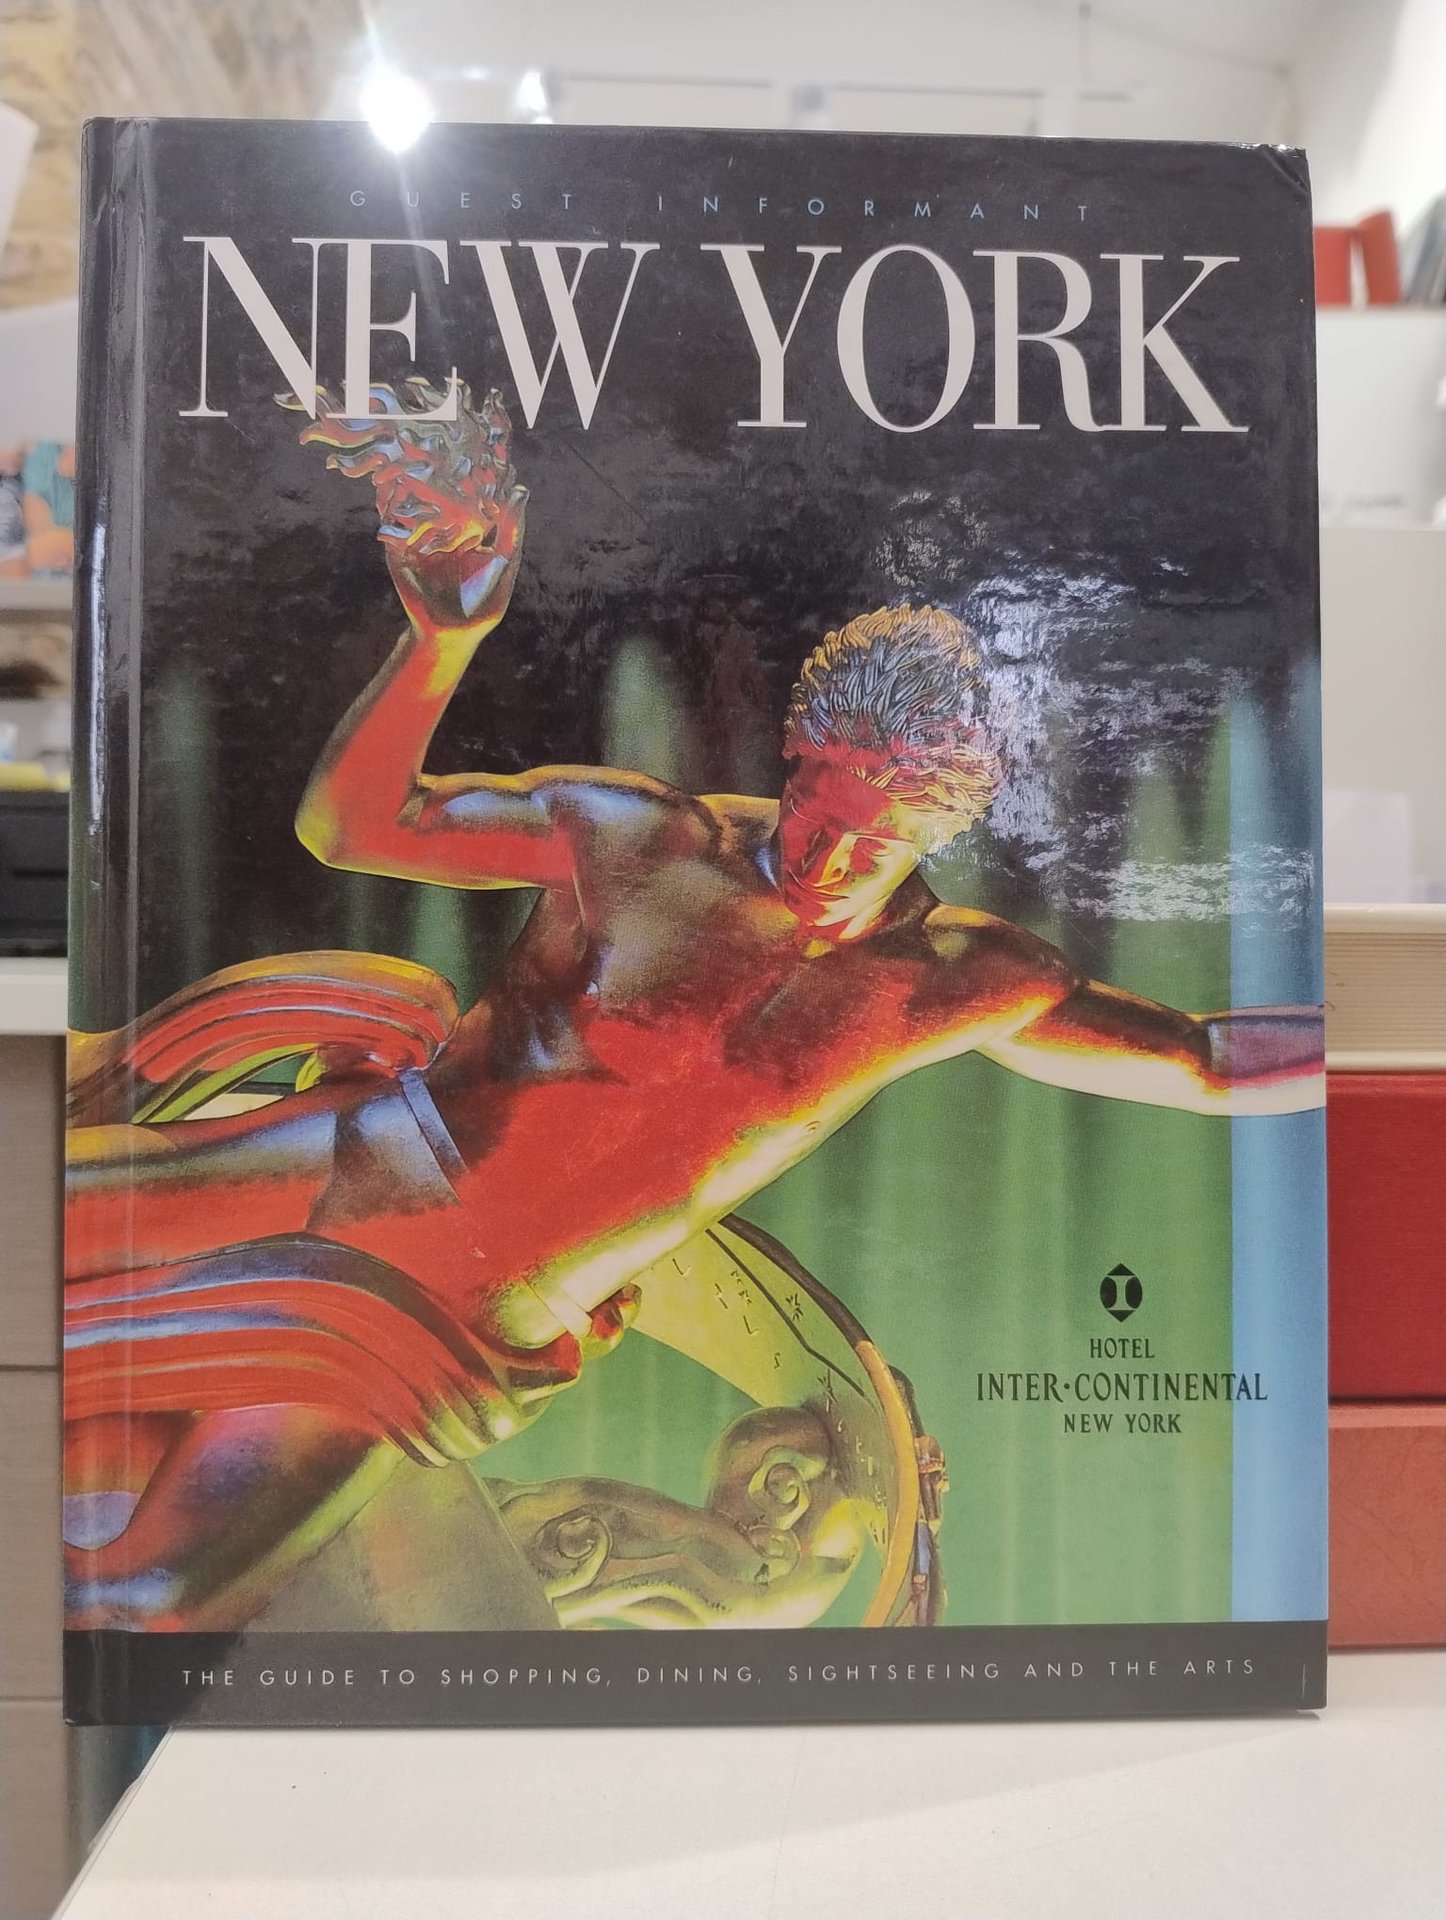 GUEST INFORMANT
NEW YORK
I
HOTEL
INTER·CONTINENTAL
NEW YORK
THE GUIDE TO SHOPPING, DINING, SIGHTSEEING AND THE ARTS